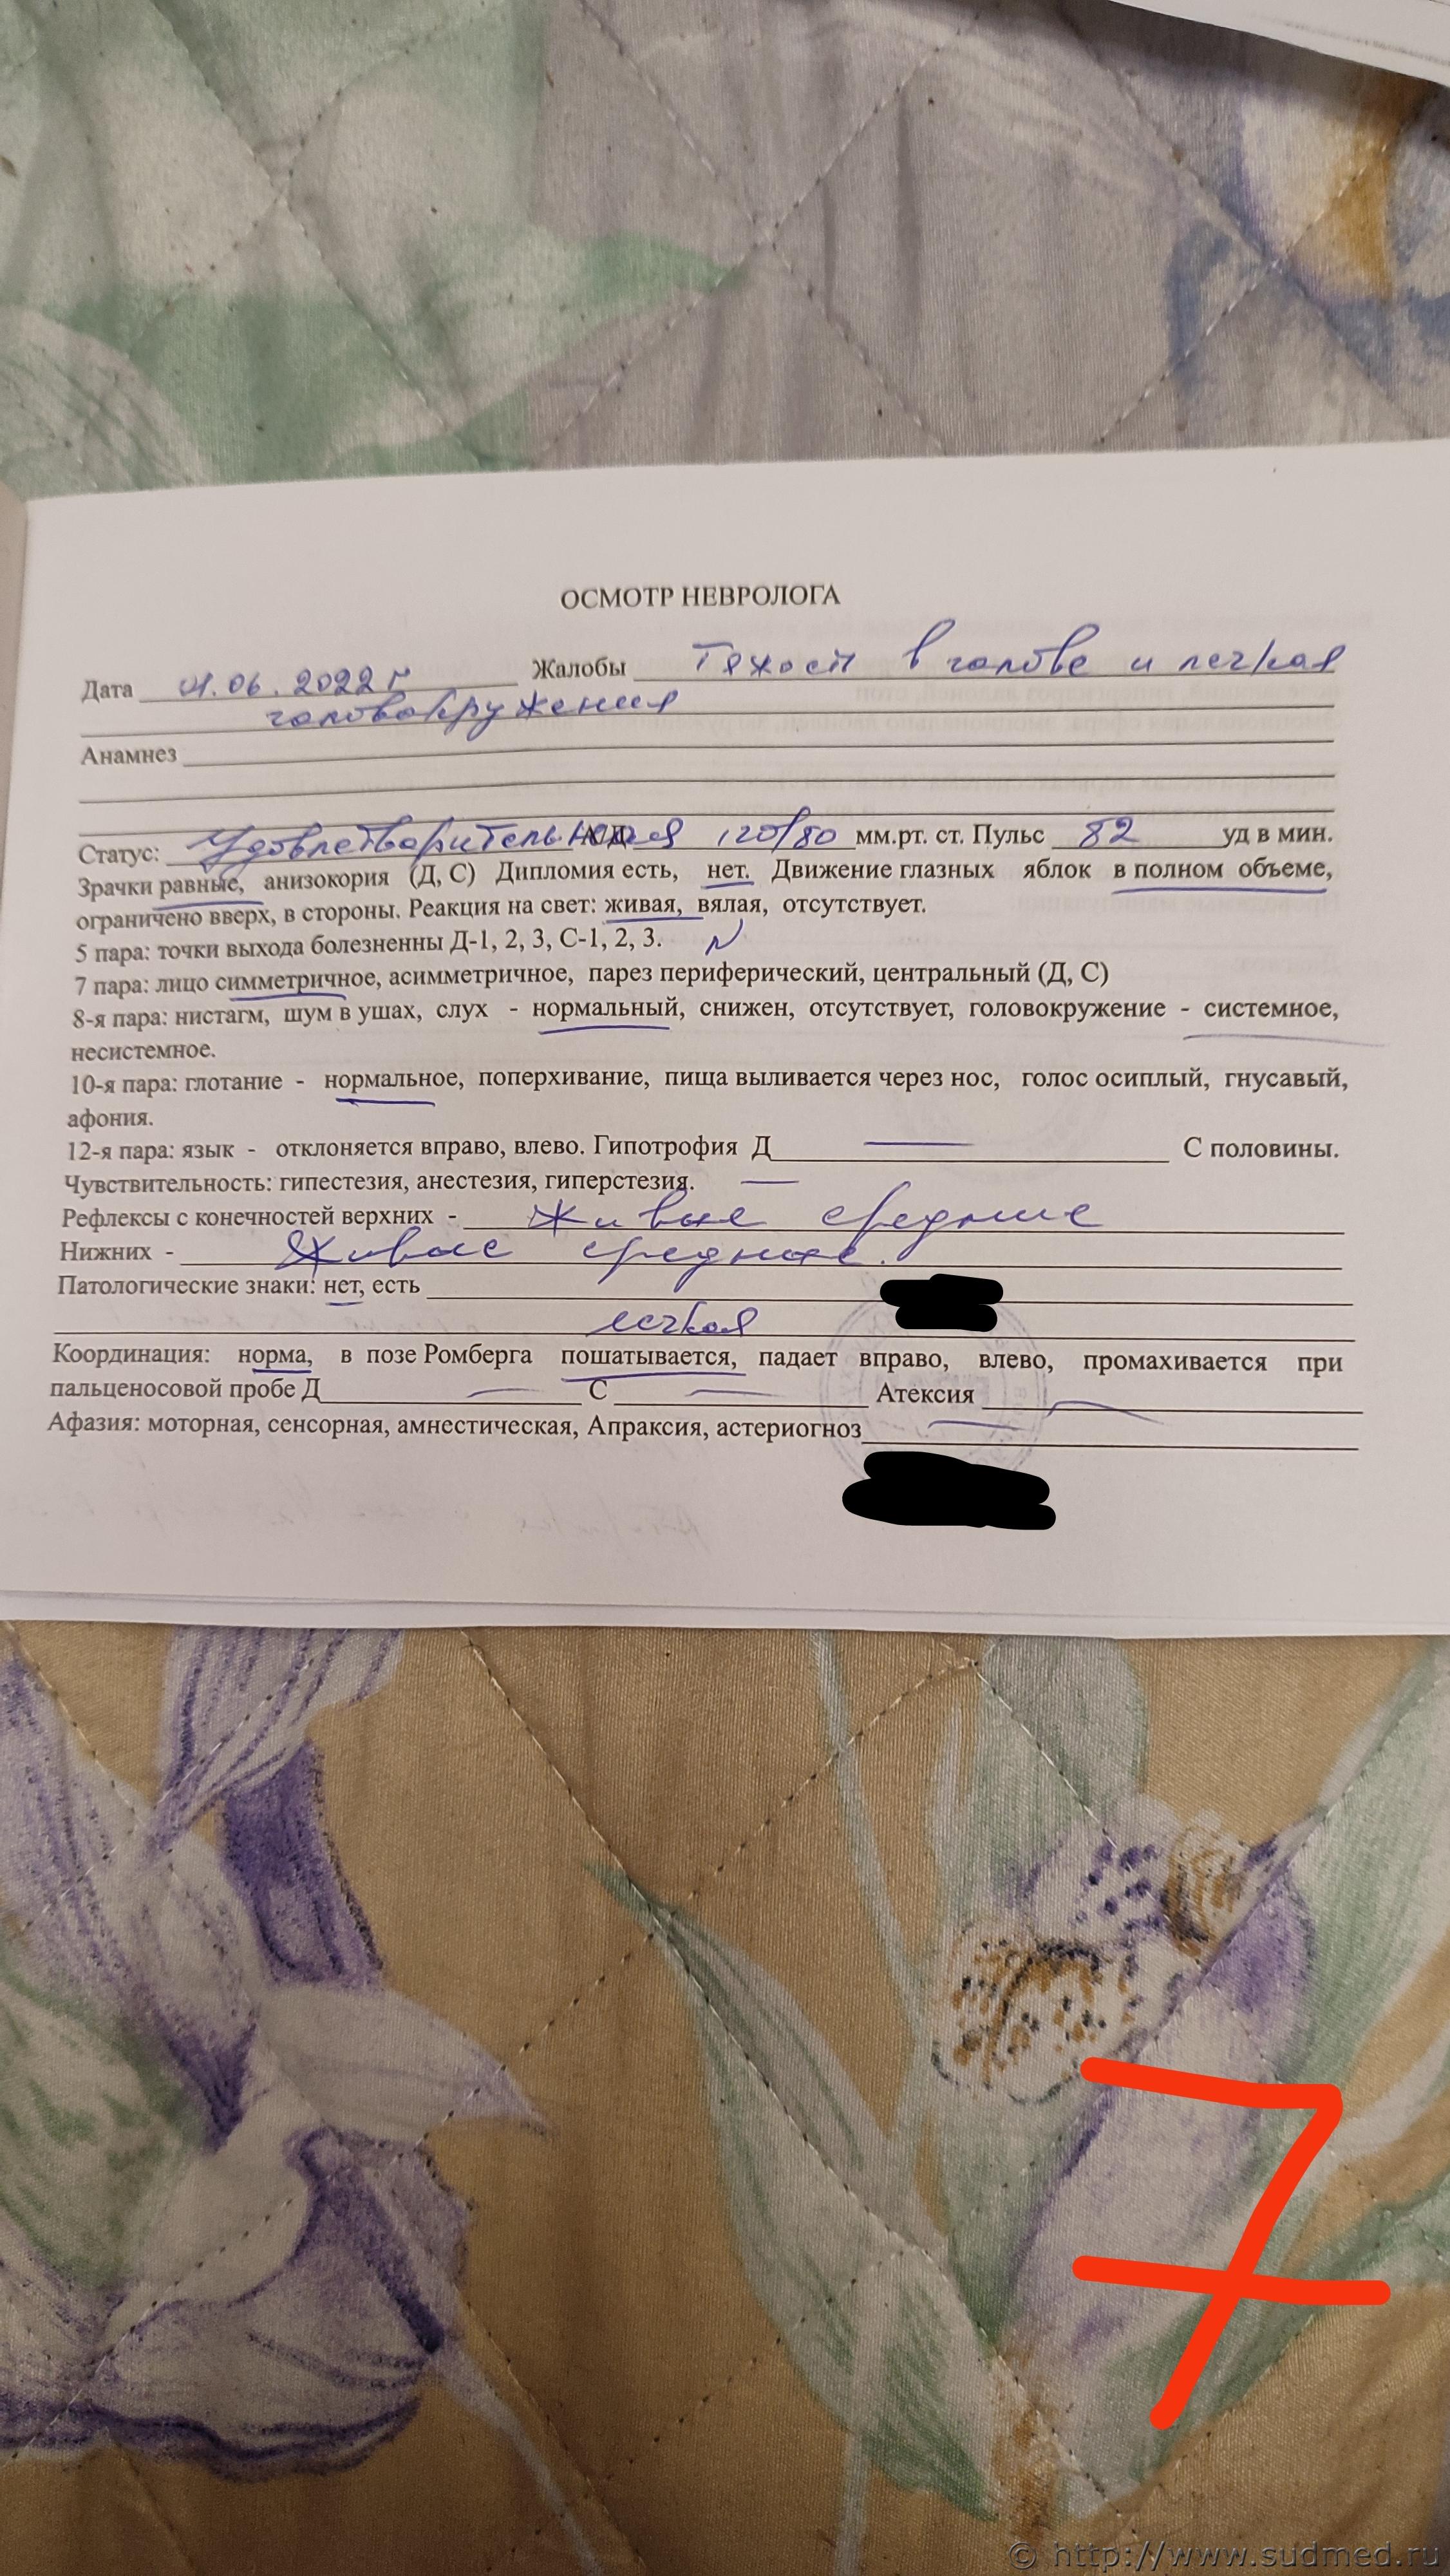 ОСМОТР НЕВРОЛОГА
Дата 01.06.2022 г Жалобы Тяжость в голове и легкая
головокружения
Анамнез
Статус: Удовлетворительная А/Д 120/80 мм.рт. ст. Пульс 82 уд в мин.
Зрачки равные, анизокория (Д, С) Дипломия есть, нет. Движение глазных яблок в полном объеме,
ограничено вверх, в стороны. Реакция на свет: живая, вялая, отсутствует.
5 пара: точки выхода болезненны Д-1, 2, 3, С-1, 2, 3. N
7 пара: лицо симметричное, асимметричное, парез периферический, центральный (Д, С)
8-я пара: нистагм, шум в ушах, слух - нормальный, снижен, отсутствует, головокружение - системное,
несистемное.
10-я пара: глотание - нормальное, поперхивание, пища выливается через нос, голос осиплый, гнусавый,
афония.
12-я пара: язык - отклоняется вправо, влево. Гипотрофия Д — С половины.
Чувствительность: гипестезия, анестезия, гиперстезия. —
Рефлексы с конечностей верхних - Живые средние
Нижних - Живые средние.
Патологические знаки: нет, есть
легкая
Координация: норма, в позе Ромберга пошатывается, падает вправо, влево, промахивается при
пальценосовой пробе Д — С — Атексия —
Афазия: моторная, сенсорная, амнестическая, Апраксия, астериогноз —
7
© http://www.sudmed.ru